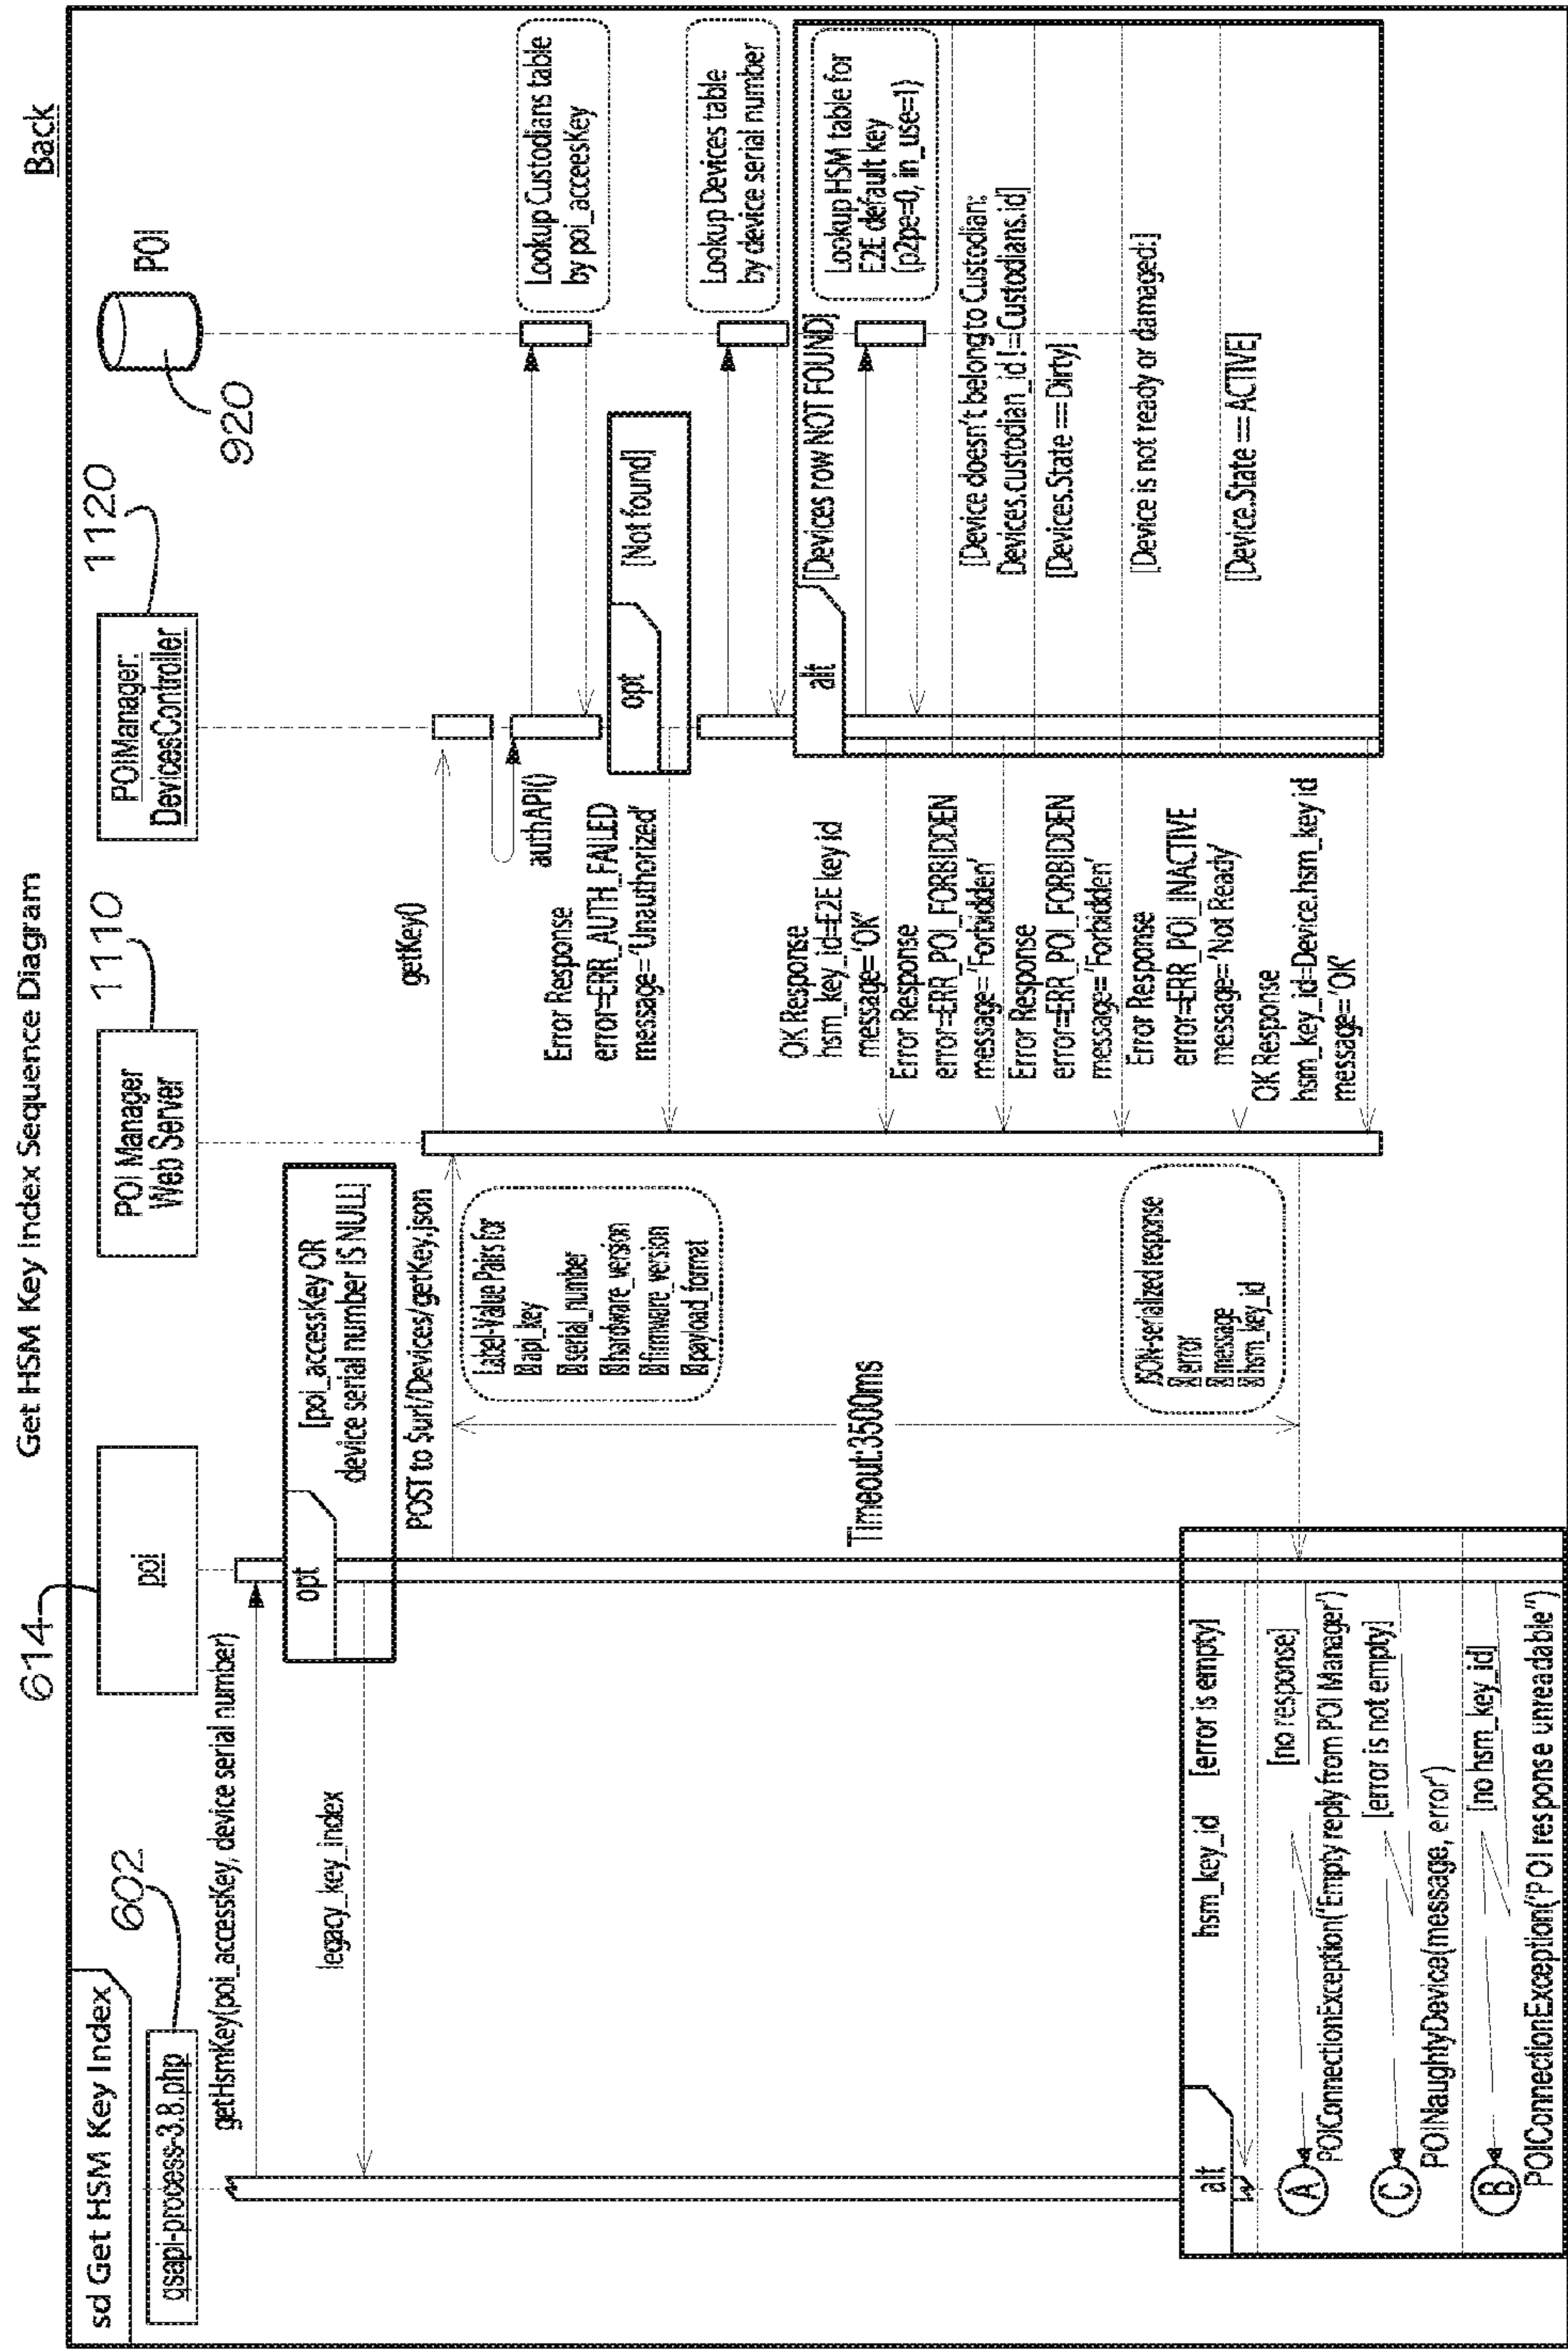 Get HSM Key Index Sequence Diagram
Back
sd Get HSM Key Index
602
614
1110
1120
920
qsapi-process-3.8.php
poi
POI Manager
Web Server
POIManager:
DevicesController
POI
getHsmKey(poi_accessKey, device serial number)
opt
[poi_accessKey OR
device serial number IS NULL]
legacy_key_index
POST to $url/Devices/getKey.json
Label-Value Pairs for
api_key
serial_number
hardware_version
firmware_version
payload_format
Timeout:3500ms
getKey()
authAPI()
Lookup Custodians table
by poi_acceesKey
opt
[Not found]
Error Response
error=ERR_AUTH_FAILED
message='Unauthorized'
Lookup Devices table
by device serial number
alt
[Devices row NOT FOUND]
Lookup HSM table for
E2E default key
(p2pe=0, in_use=1)
OK Response
hsm_key_id=E2E key id
message='OK'
[Device doesn't belong to Custodian:
Devices.custodian_id !=Custodians.id]
Error Response
error=ERR_POI_FORBIDDEN
message='Forbidden'
[Devices.State == Dirty]
Error Response
error=ERR_POI_FORBIDDEN
message='Forbidden'
[Device is not ready or damaged:]
Error Response
error=ERR_POI_INACTIVE
message='Not Ready'
[Device.State == ACTIVE]
OK Response
hsm_key_id=Device.hsm_key id
message='OK'
JSON-serialized response
error
message
hsm_key_id
alt
hsm_key_id
[error is empty]
[no response]
A
POIConnectionException('Empty reply from POI Manager')
[error is not empty]
C
POINaughtyDevice(message, error')
[no hsm_key_id]
B
POIConnectionException('POI response unreadable")